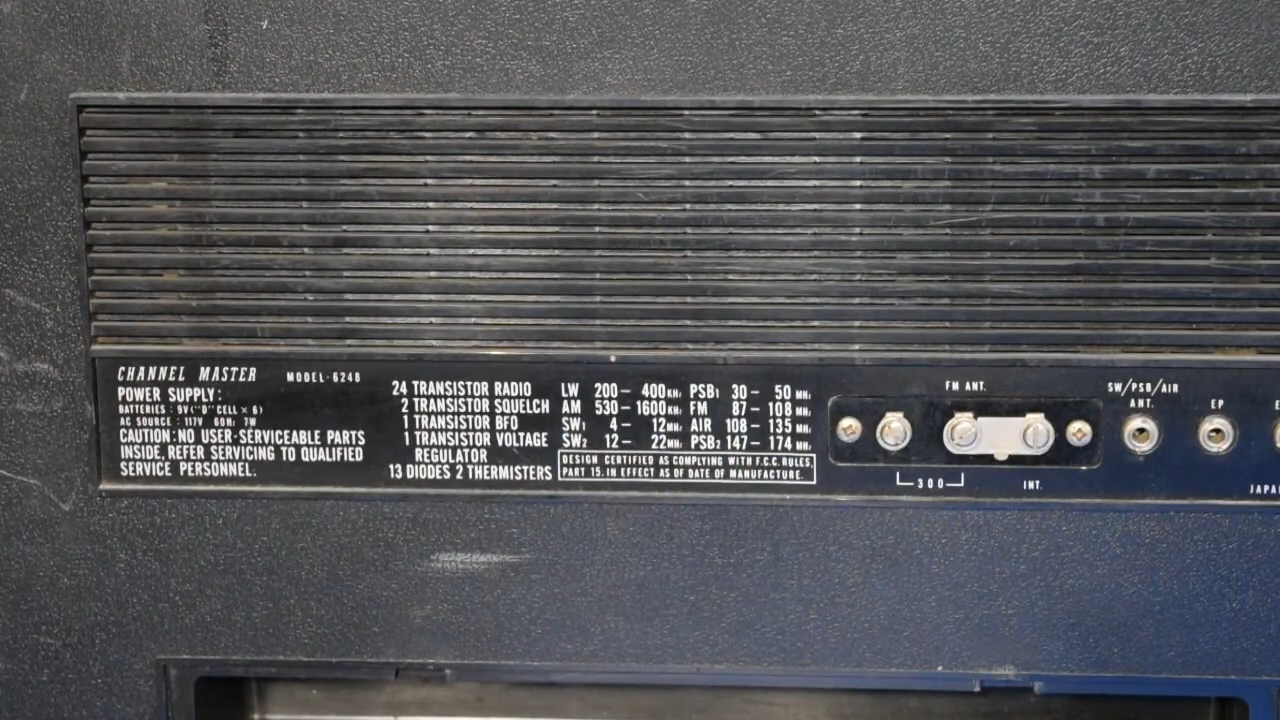 CHANNEL MASTER MODEL-6248
POWER SUPPLY:
BATTERIES : 9V ("D" CELL × 6)
AC SOURCE : 117V 60Hz 7W
CAUTION: NO USER-SERVICEABLE PARTS
INSIDE, REFER SERVICING TO QUALIFIED
SERVICE PERSONNEL.
24 TRANSISTOR RADIO
2 TRANSISTOR SQUELCH
1 TRANSISTOR BFO
1 TRANSISTOR VOLTAGE
REGULATOR
13 DIODES 2 THERMISTERS
LW 200 — 400KHz PSB1 30 — 50 MHz
AM 530 — 1600KHz FM 87 — 108 MHz
SW1 4 — 12MHz AIR 108 — 135 MHz
SW2 12 — 22MHz PSB2 147 — 174 MHz
DESIGN CERTIFIED AS COMPLYING WITH F.C.C. RULES,
PART 15. IN EFFECT AS OF DATE OF MANUFACTURE.
FM ANT.
300
INT.
SW/PSB/AIR
ANT.
EP
E
JAPA